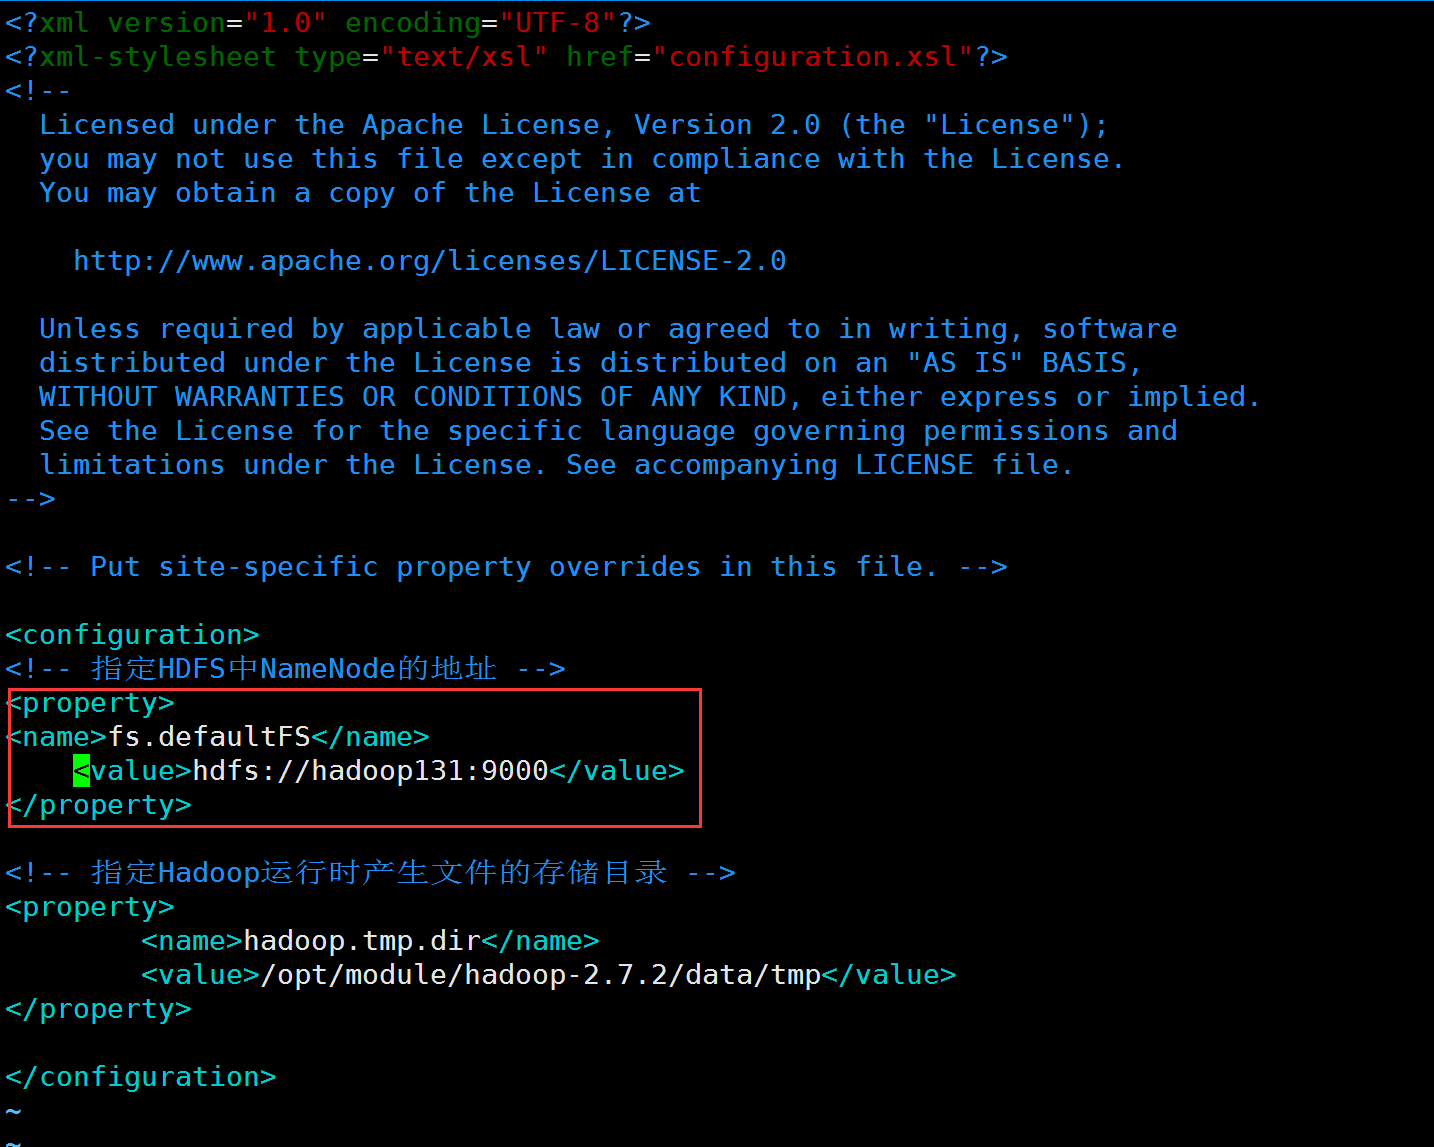 <?xml version="1.0" encoding="UTF-8"?>
<?xml-stylesheet type="text/xsl" href="configuration.xsl"?>
<!--
  Licensed under the Apache License, Version 2.0 (the "License");
  you may not use this file except in compliance with the License.
  You may obtain a copy of the License at

    http://www.apache.org/licenses/LICENSE-2.0

  Unless required by applicable law or agreed to in writing, software
  distributed under the License is distributed on an "AS IS" BASIS,
  WITHOUT WARRANTIES OR CONDITIONS OF ANY KIND, either express or implied.
  See the License for the specific language governing permissions and
  limitations under the License. See accompanying LICENSE file.
-->

<!-- Put site-specific property overrides in this file. -->

<configuration>
<!-- 指定HDFS中NameNode的地址 -->
<property>
<name>fs.defaultFS</name>
    <value>hdfs://hadoop131:9000</value>
</property>

<!-- 指定Hadoop运行时产生文件的存储目录 -->
<property>
        <name>hadoop.tmp.dir</name>
        <value>/opt/module/hadoop-2.7.2/data/tmp</value>
</property>

</configuration>
~
~